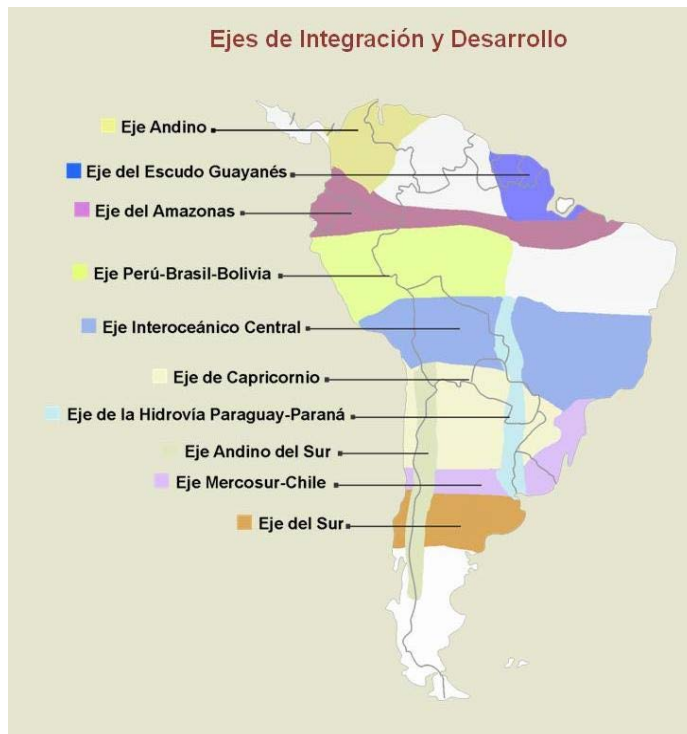 Ejes de Integración y Desarrollo
Eje Andino
Eje del Escudo Guayanés
Eje del Amazonas
Eje Perú-Brasil-Bolivia
Eje Interoceánico Central
Eje de Capricornio
Eje de la Hidrovía Paraguay-Paraná
Eje Andino del Sur
Eje Mercosur-Chile
Eje del Sur